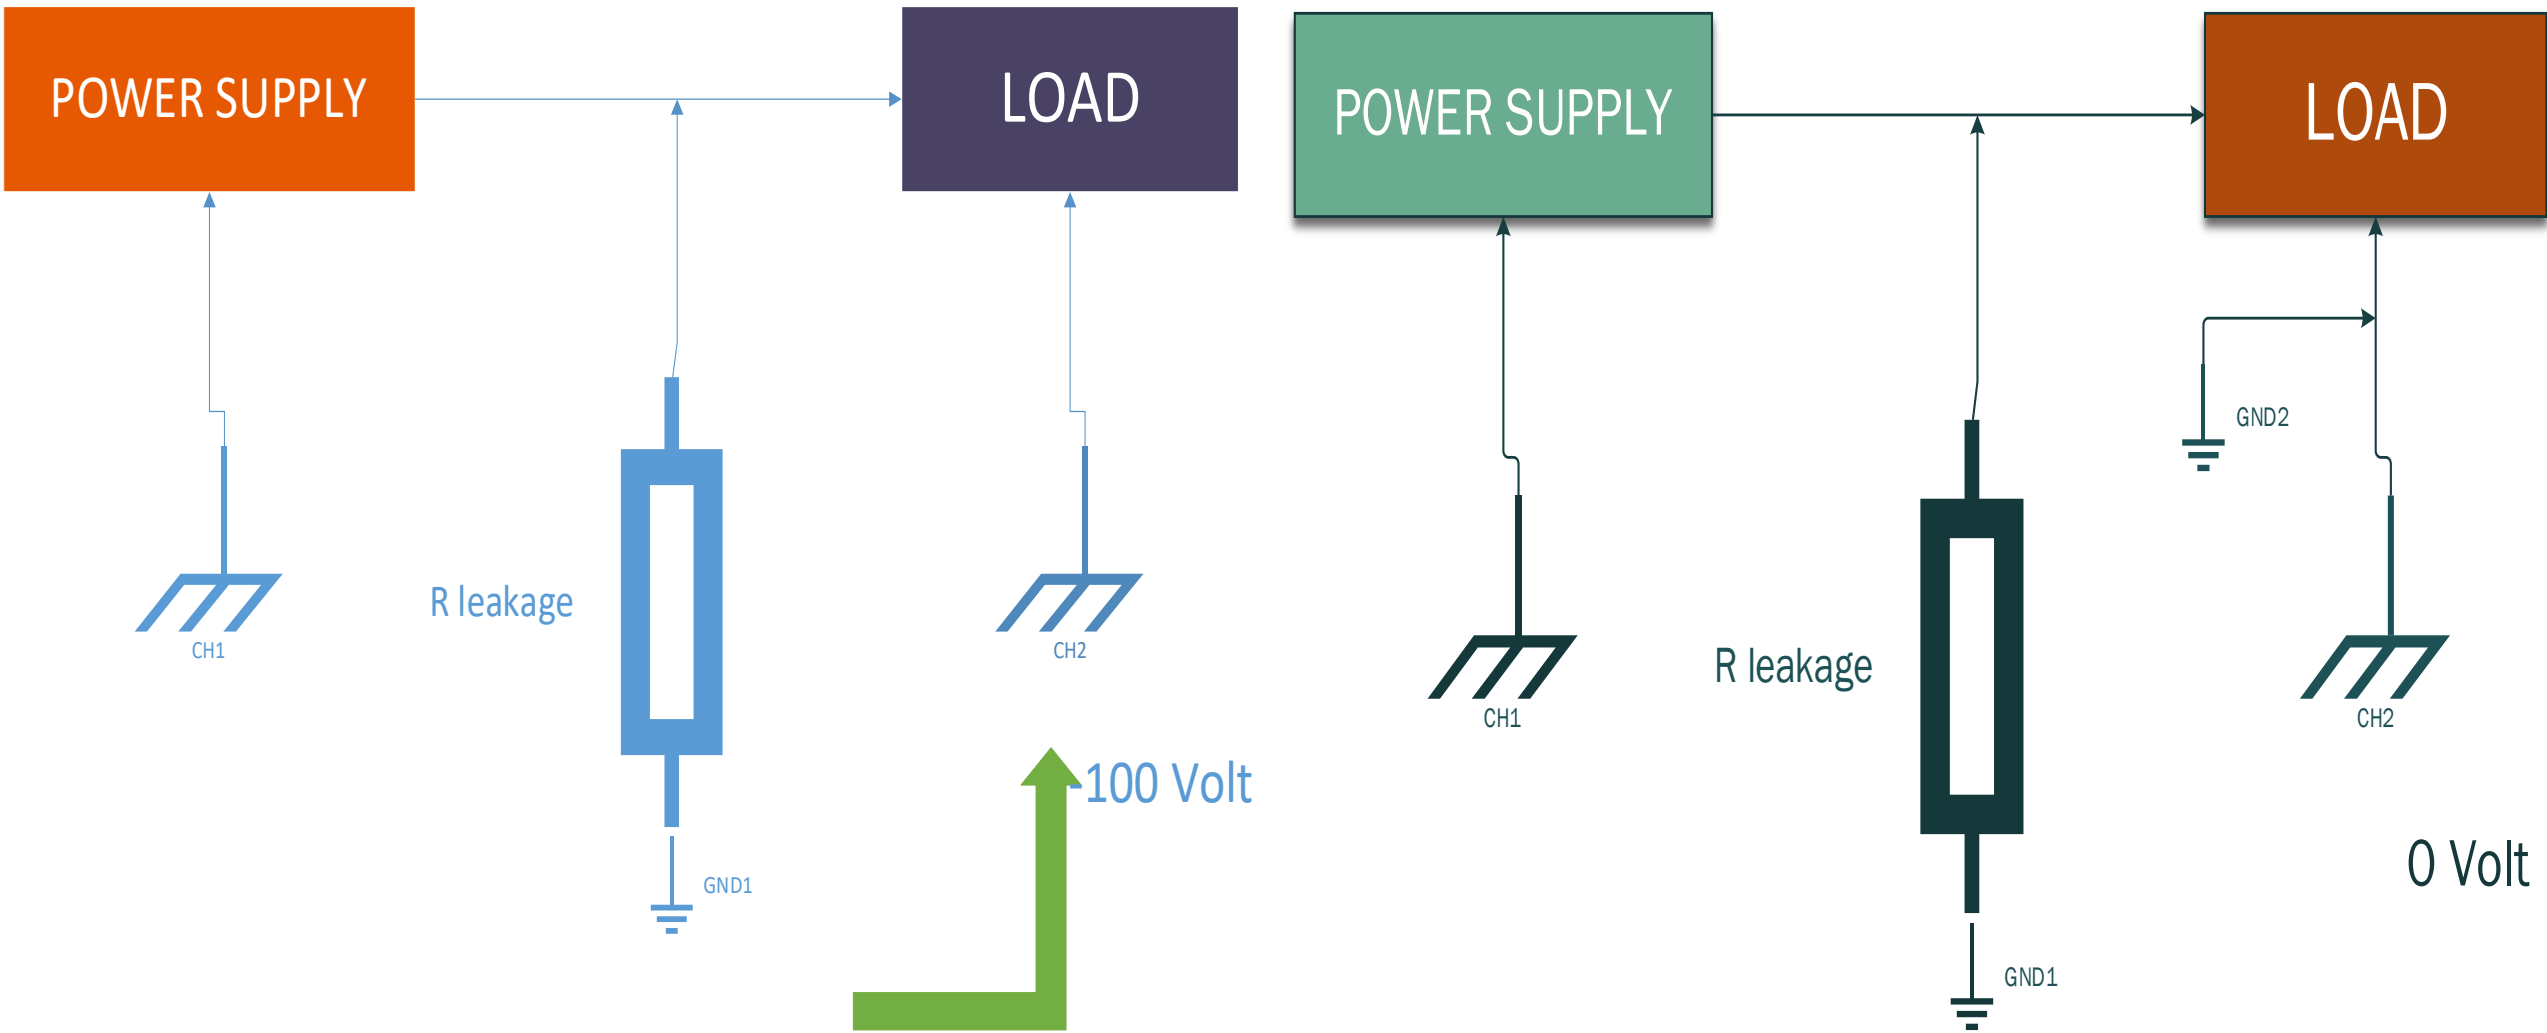 POWER SUPPLY
LOAD
R leakage
CH1
CH2
-100 Volt
GND1
POWER SUPPLY
LOAD
GND2
R leakage
CH1
CH2
0 Volt
GND1